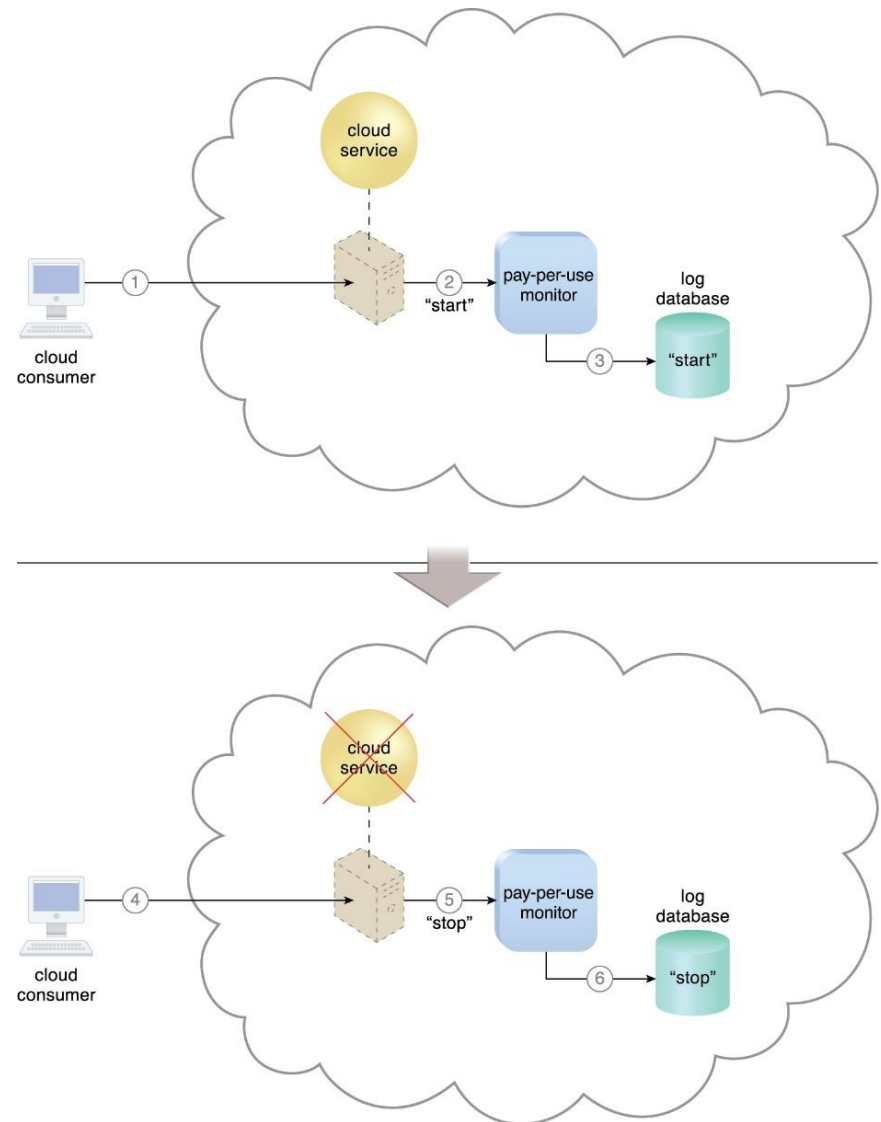 cloud
service
1
2
"start"
pay-per-use
monitor
log
database
3
"start"
cloud
consumer
cloud
service
4
5
"stop"
pay-per-use
monitor
log
database
6
"stop"
cloud
consumer